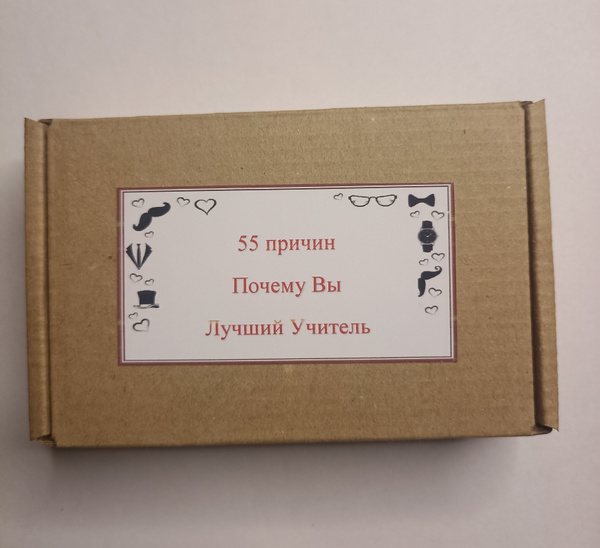 55 причин
Почему Вы
Лучший Учитель